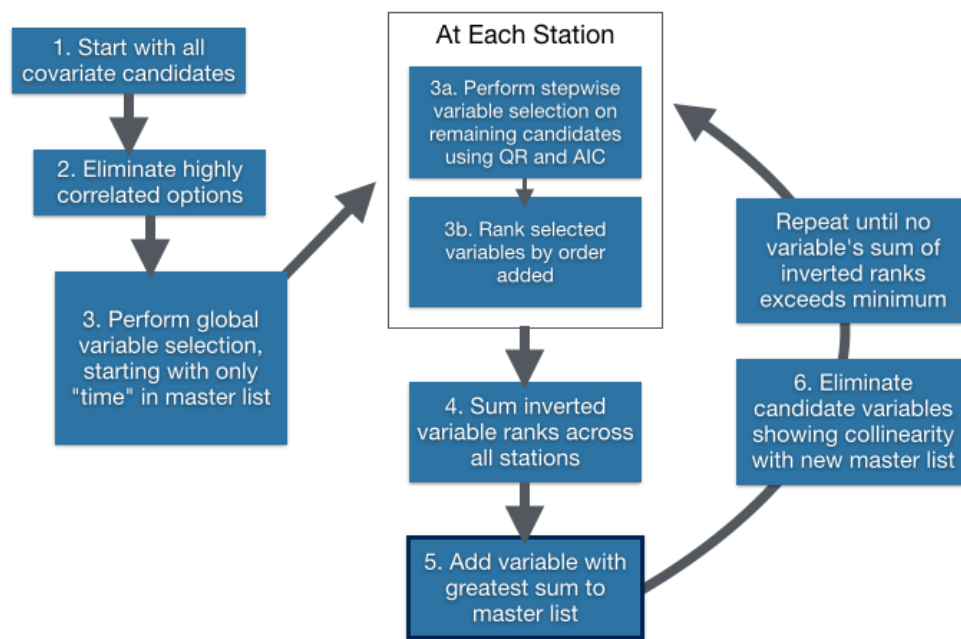 1. Start with all
covariate candidates
2. Eliminate highly
correlated options
3. Perform global
variable selection,
starting with only
"time" in master list
At Each Station
3a. Perform stepwise
variable selection on
remaining candidates
using QR and AIC
3b. Rank selected
variables by order
added
4. Sum inverted
variable ranks across
all stations
5. Add variable with
greatest sum to
master list
6. Eliminate
candidate variables
showing collinearity
with new master list
Repeat until no
variable's sum of
inverted ranks
exceeds minimum